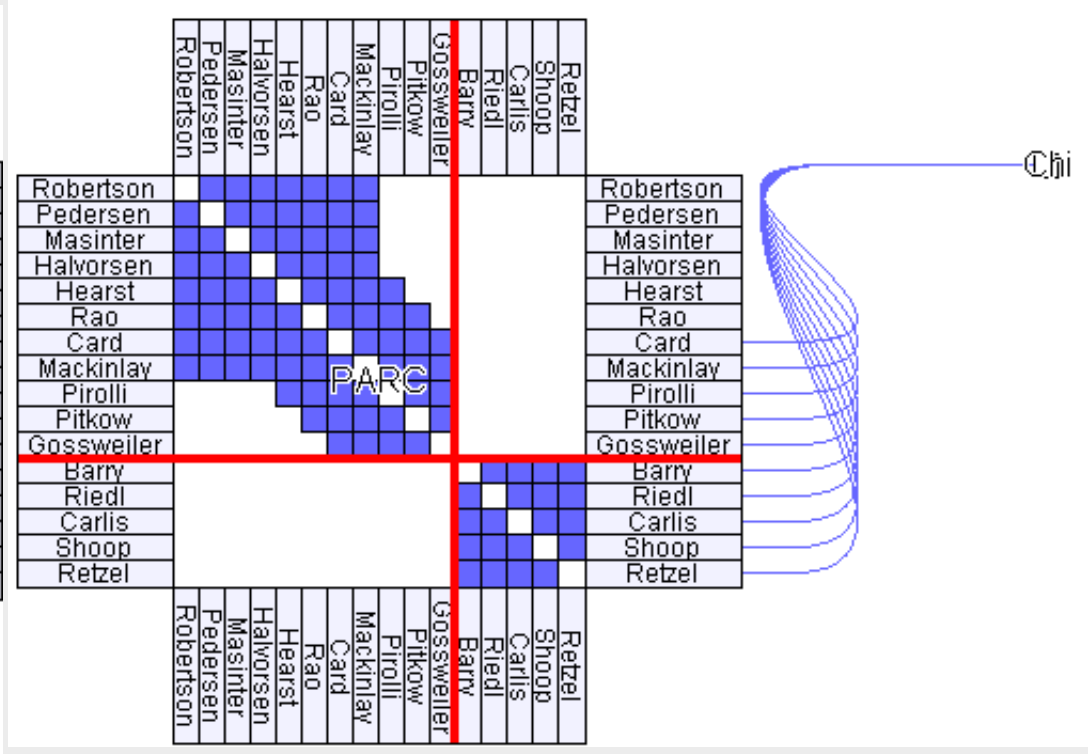 Robertson
Pedersen
Masinter
Halvorsen
Hearst
Rao
Card
Mackinlay
Pirolli
Pitkow
Gossweiler
Barry
Riedl
Carlis
Shoop
Retzel
Chi
Robertson Robertson
Pedersen Pedersen
Masinter Masinter
Halvorsen Halvorsen
Hearst Hearst
Rao Rao
Card Card
Mackinlay Mackinlay
PARC
Pirolli Pirolli
Pitkow Pitkow
Gossweiler Gossweiler
Barry Barry
Riedl Riedl
Carlis Carlis
Shoop Shoop
Retzel Retzel
Robertson
Pedersen
Masinter
Halvorsen
Hearst
Rao
Card
Mackinlay
Pirolli
Pitkow
Gossweiler
Barry
Riedl
Carlis
Shoop
Retzel